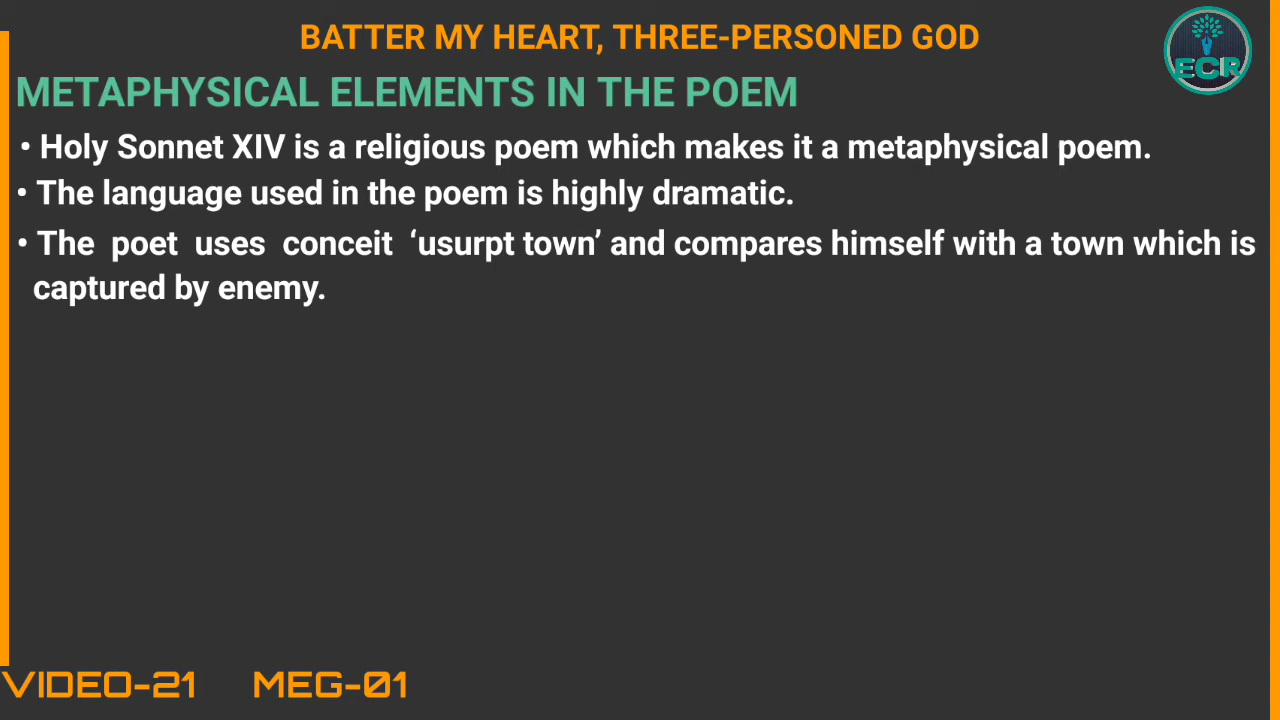 BATTER MY HEART, THREE-PERSONED GOD
ECR
METAPHYSICAL ELEMENTS IN THE POEM
• Holy Sonnet XIV is a religious poem which makes it a metaphysical poem.
• The language used in the poem is highly dramatic.
• The poet uses conceit ‘usurpt town’ and compares himself with a town which is
captured by enemy.
VIDEO-21 MEG-01